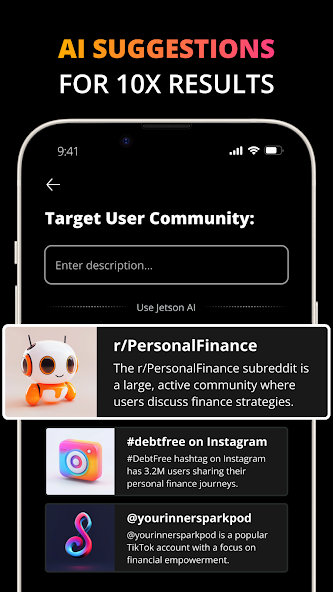 AI SUGGESTIONS
FOR 10X RESULTS
9:41
Target User Community:
Enter description...
Use Jetson AI
r/PersonalFinance
The r/PersonalFinance subreddit is
a large, active community where
users discuss finance strategies.
#debtfree on Instagram
#DebtFree hashtag on Instagram
has 3.2M users sharing their
personal finance journeys.
@yourinnersparkpod
@yourinnersparkpod is a popular
TikTok account with a focus on
financial empowerment.